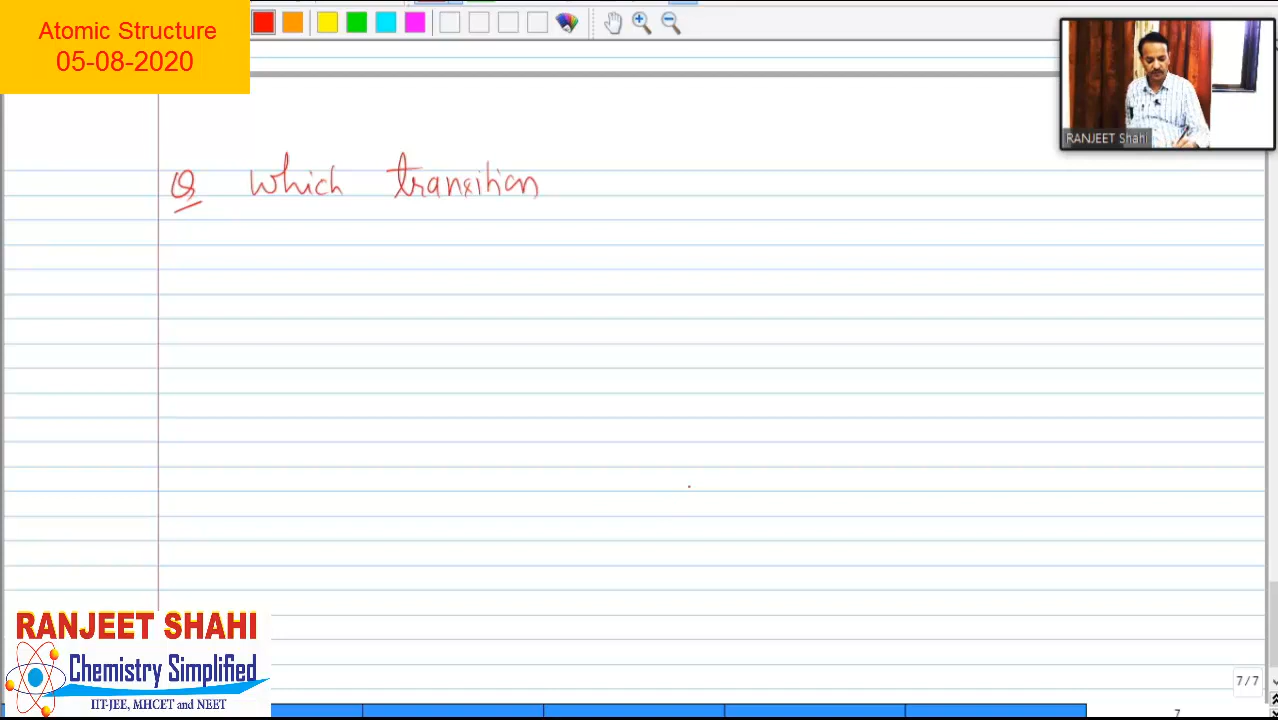 Atomic Structure
05-08-2020
RANJEET Shahi
Q Which transition
RANJEET SHAHI
Chemistry Simplified
IIT-JEE, MHCET and NEET
7/7
7